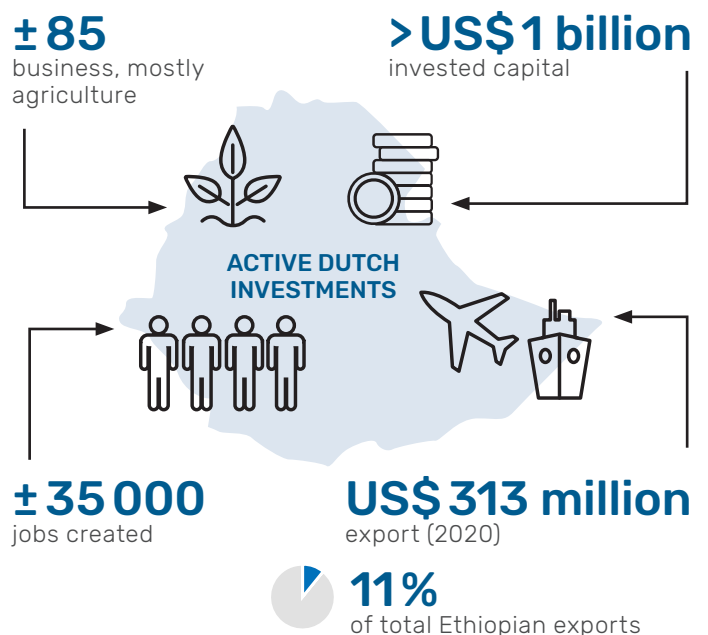 ± 85
business, mostly
agriculture
> US$ 1 billion
invested capital
ACTIVE DUTCH
INVESTMENTS
± 35 000
jobs created
US$ 313 million
export (2020)
11%
of total Ethiopian exports